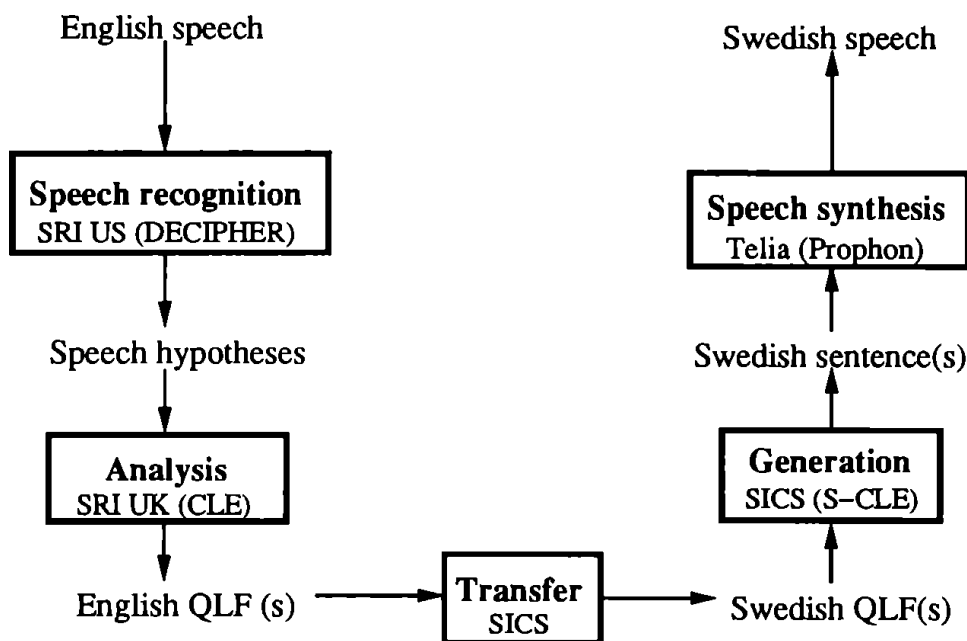 English speech
Swedish speech
Speech recognition
SRI US (DECIPHER)
Speech synthesis
Telia (Prophon)
Speech hypotheses
Swedish sentence(s)
Analysis
SRI UK (CLE)
Generation
SICS (S-CLE)
English QLF (s)
Transfer
SICS
Swedish QLF(s)